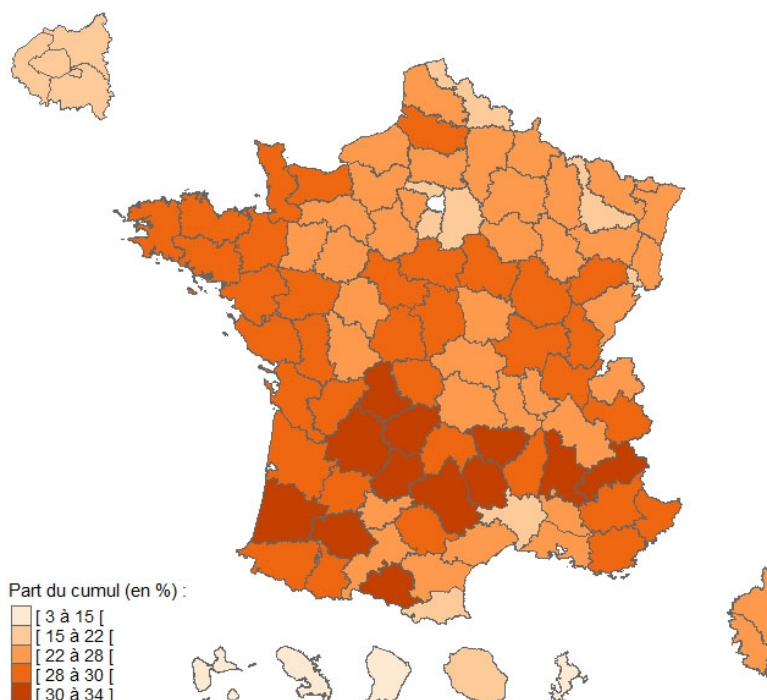 Part du cumul (en %) :
[ 3 à 15 [
[ 15 à 22 [
[ 22 à 28 [
[ 28 à 30 [
[ 30 à 34 ]